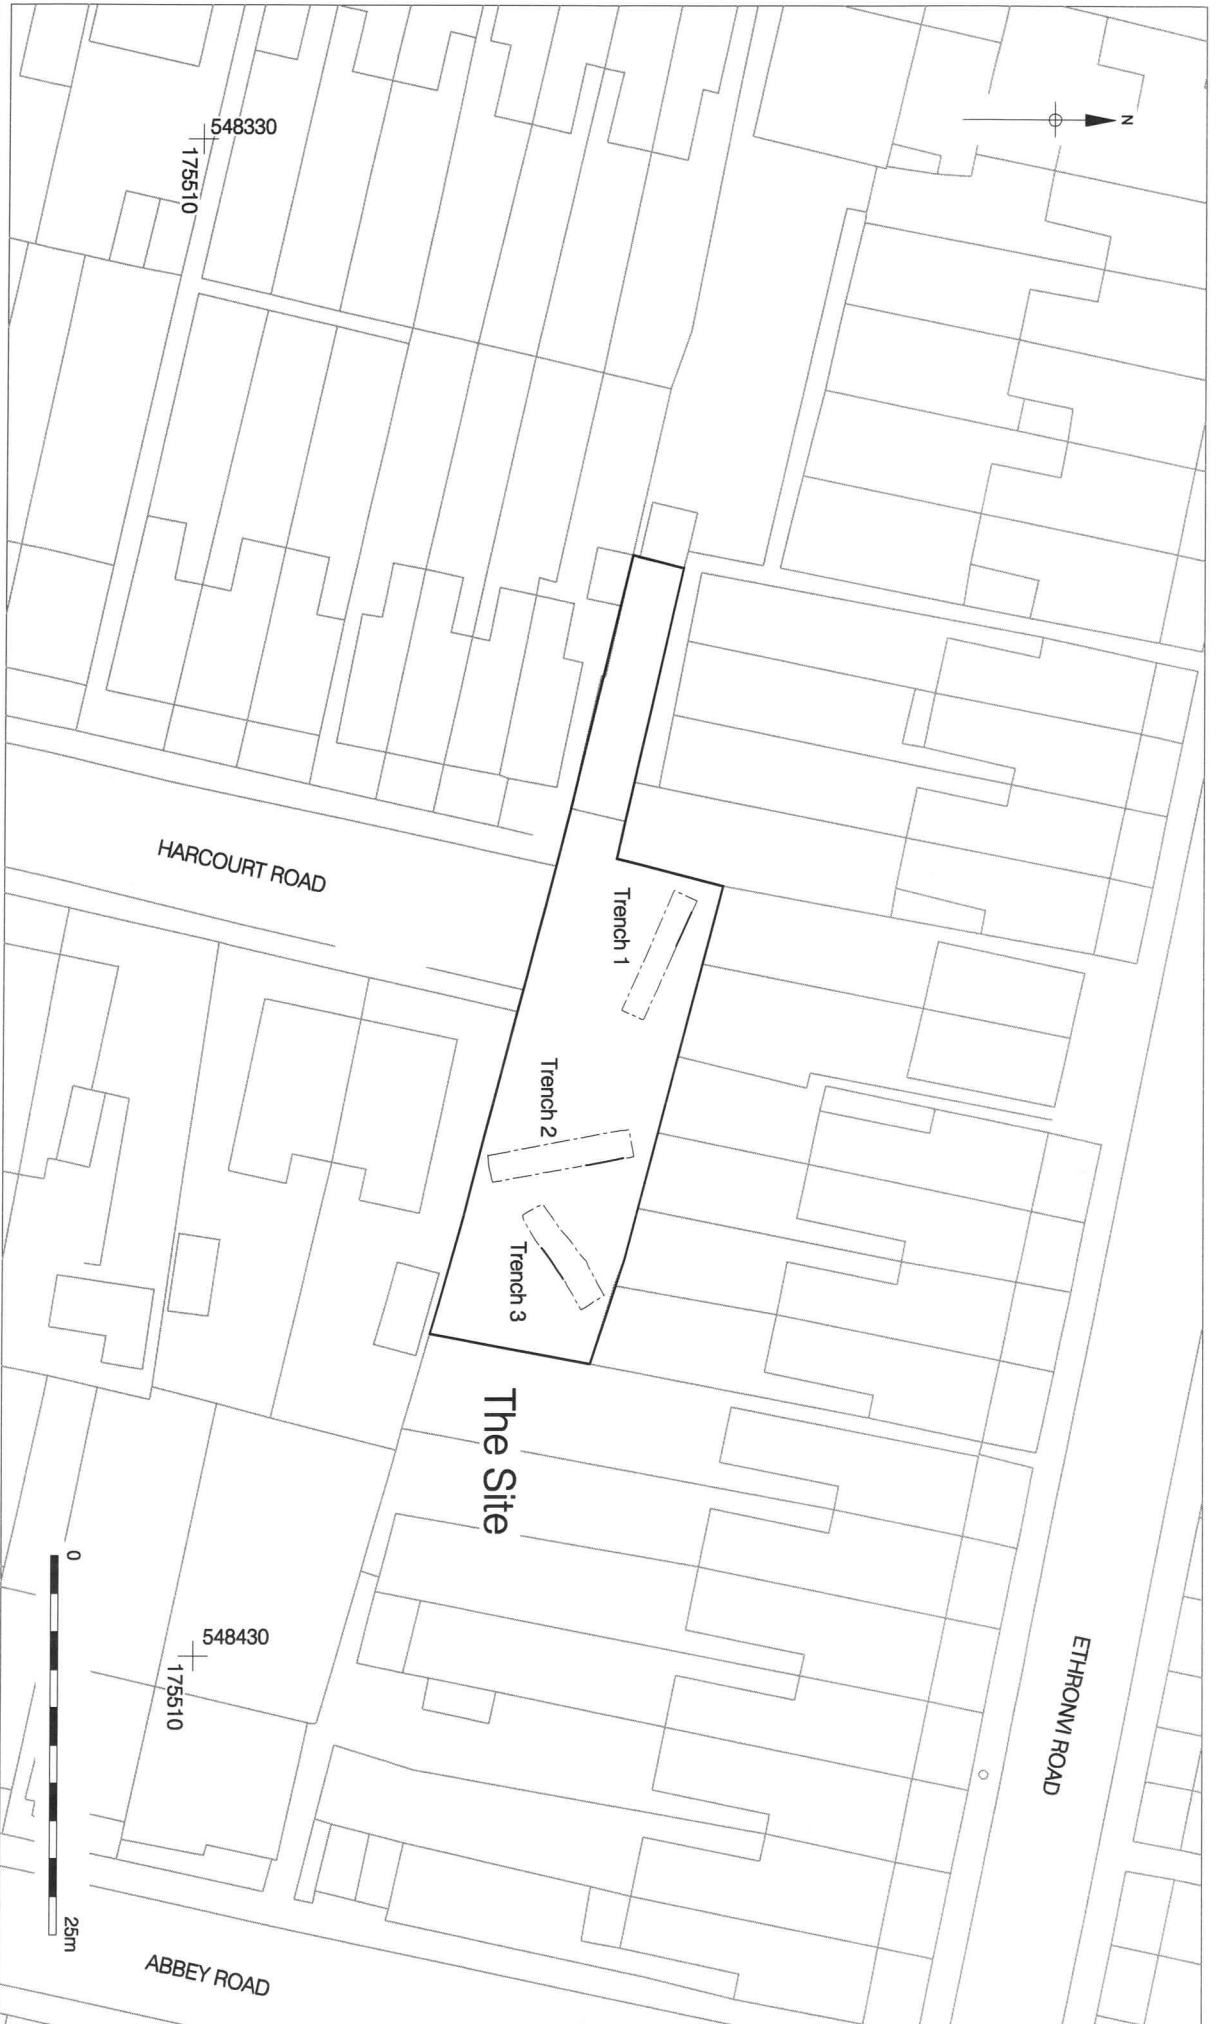 N
548330
175510
HARCOURT ROAD
Trench 1
Trench 2
Trench 3
The Site
ETHRONVI ROAD
548430
175510
0
25m
ABBEY ROAD